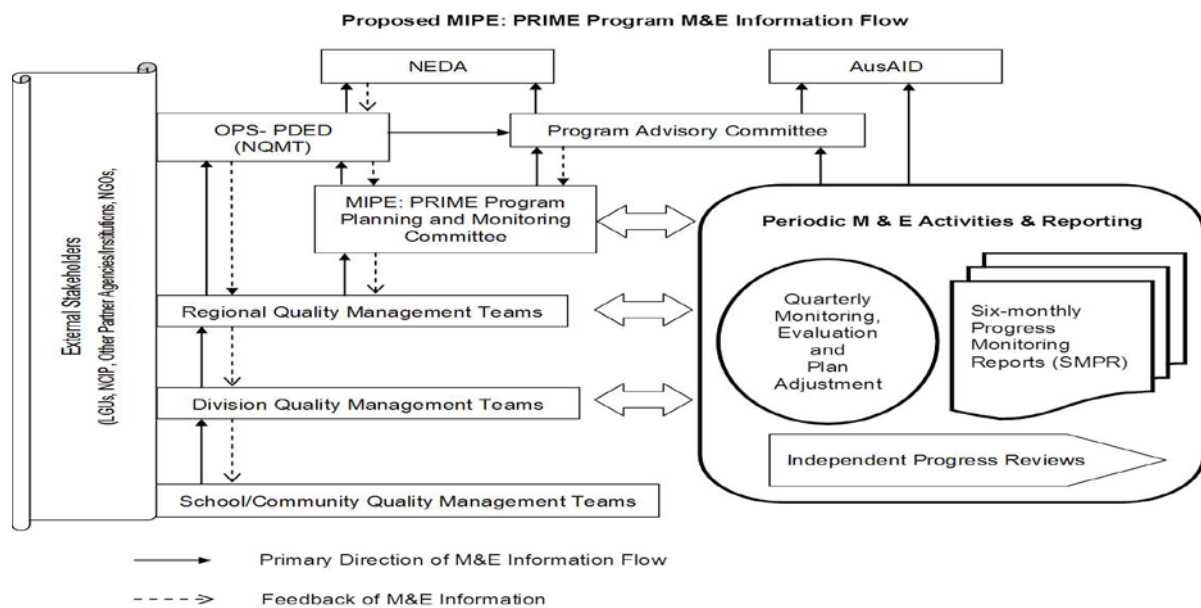 Proposed MIPE: PRIME Program M&E Information Flow
NEDA
AusAID
OPS- PDED
(NQMT)
Program Advisory Committee
MIPE: PRIME Program
Planning and Monitoring
Committee
Periodic M & E Activities & Reporting
External Stakeholders
(LGUs, NCIP, Other Partner Agencies/Institutions, NGOs,
Regional Quality Management Teams
Quarterly
Monitoring,
Evaluation
and
Plan
Adjustment
Six-monthly
Progress
Monitoring
Reports (SMPR)
Division Quality Management Teams
Independent Progress Reviews
School/Community Quality Management Teams
Primary Direction of M&E Information Flow
Feedback of M&E Information